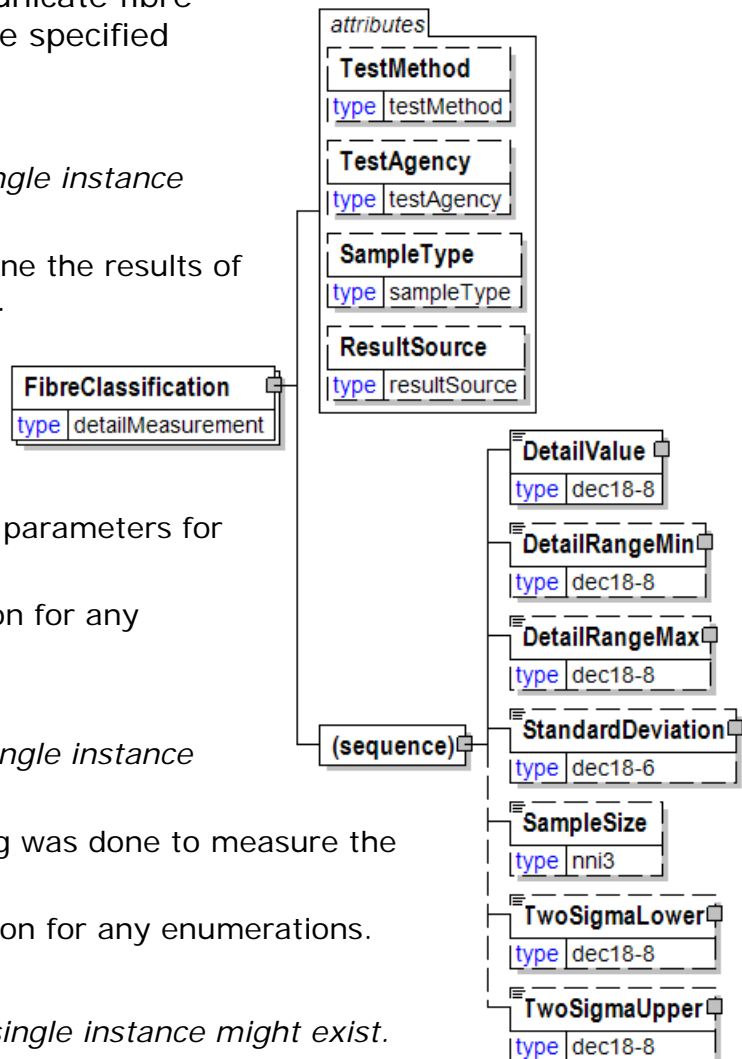 unicate fibre
e specified
ngle instance
ne the results of
.
parameters for
on for any
ngle instance
g was done to measure the
on for any enumerations.
single instance might exist.
attributes
TestMethod
type testMethod
TestAgency
type testAgency
SampleType
type sampleType
ResultSource
type resultSource
FibreClassification
type detailMeasurement
(sequence)
DetailValue
type dec18-8
DetailRangeMin
type dec18-8
DetailRangeMax
type dec18-8
StandardDeviation
type dec18-6
SampleSize
type nni3
TwoSigmaLower
type dec18-8
TwoSigmaUpper
type dec18-8